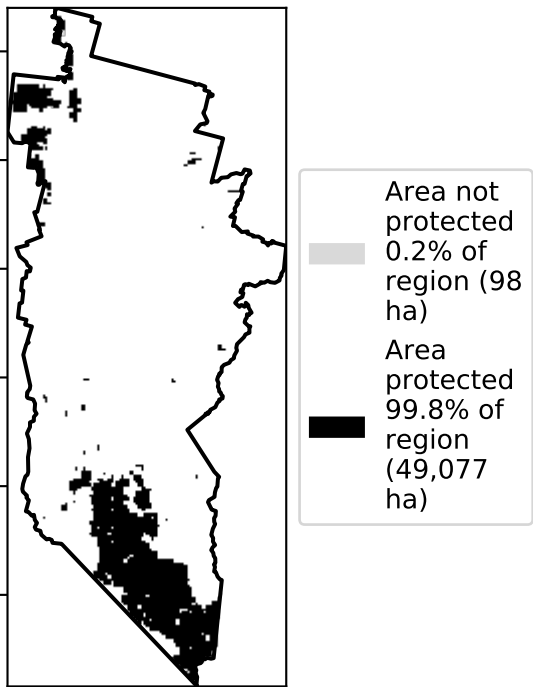 Area not
protected
0.2% of
region (98
ha)
Area
protected
99.8% of
region
(49,077
ha)